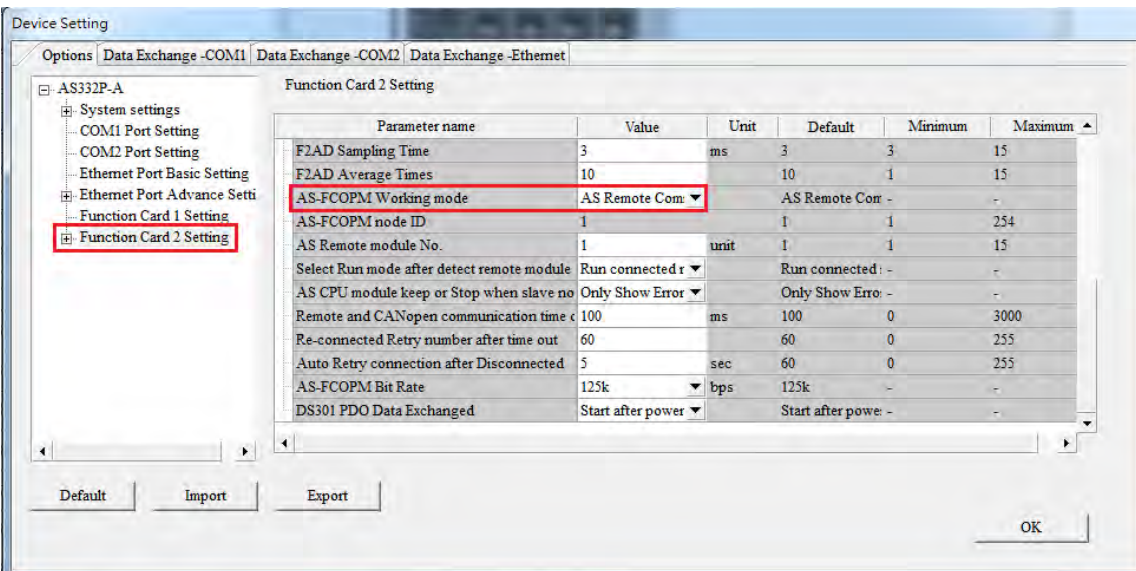 Device Setting
Options Data Exchange -COM1 Data Exchange -COM2 Data Exchange -Ethernet
AS332P-A
System settings
COM1 Port Setting
COM2 Port Setting
Ethernet Port Basic Setting
Ethernet Port Advance Setti
Function Card 1 Setting
Function Card 2 Setting
Function Card 2 Setting
Parameter name Value Unit Default Minimum Maximum
F2AD Sampling Time 3 ms 3 3 15
F2AD Average Times 10 10 1 15
AS-FCOPM Working mode AS Remote Com AS Remote Com - -
AS-FCOPM node ID 1 1 1 254
AS Remote module No. 1 unit 1 1 15
Select Run mode after detect remote module Run connected r Run connected - -
AS CPU module keep or Stop when slave no Only Show Error Only Show Erro - -
Remote and CANopen communication time 100 ms 100 0 3000
Re-connected Retry number after time out 60 60 0 255
Auto Retry connection after Disconnected 5 sec 60 0 255
AS-FCOPM Bit Rate 125k bps 125k - -
DS301 PDO Data Exchanged Start after power Start after powe - -
Default Import Export
OK